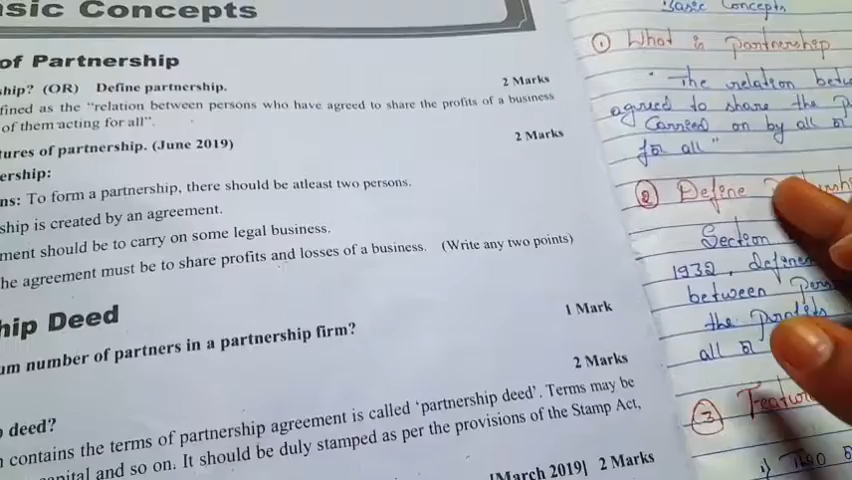 sic Concepts
of Partnership
ship? (OR) Define partnership. 2 Marks
fined as the “relation between persons who have agreed to share the profits of a business
of them acting for all”.
tures of partnership. (June 2019) 2 Marks
ership:
ns: To form a partnership, there should be atleast two persons.
ship is created by an agreement.
ment should be to carry on some legal business.
he agreement must be to share profits and losses of a business. (Write any two points)
hip Deed
1 Mark
um number of partners in a partnership firm?
2 Marks
deed?
contains the terms of partnership agreement is called ‘partnership deed’. Terms may be
capital and so on. It should be duly stamped as per the provisions of the Stamp Act,
[March 2019] 2 Marks
Basic Concepts
1 What is partnership
"The relation betw
agreed to share the p
Carried on by all or
for all"
2 Define
Section
1932, defines
between pers
the profits
all or
3 Featur
i) Two